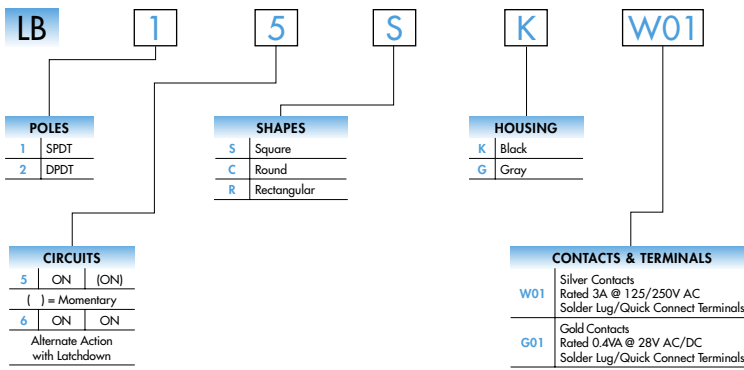 LB 1 5 S K W01
POLES
1 SPDT
2 DPDT
SHAPES
S Square
C Round
R Rectangular
HOUSING
K Black
G Gray
CIRCUITS
5 ON (ON)
( ) = Momentary
6 ON ON
Alternate Action
with Latchdown
CONTACTS & TERMINALS
W01 Silver Contacts
Rated 3A @ 125/250V AC
Solder Lug/Quick Connect Terminals
G01 Gold Contacts
Rated 0.4VA @ 28V AC/DC
Solder Lug/Quick Connect Terminals